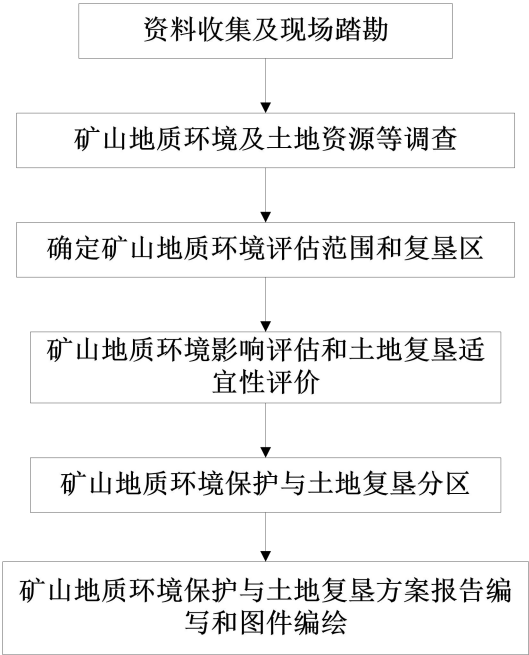 资料收集及现场踏勘
矿山地质环境及土地资源等调查
确定矿山地质环境评估范围和复垦区
矿山地质环境影响评估和土地复垦适
宜性评价
矿山地质环境保护与土地复垦分区
矿山地质环境保护与土地复垦方案报告编
写和图件编绘